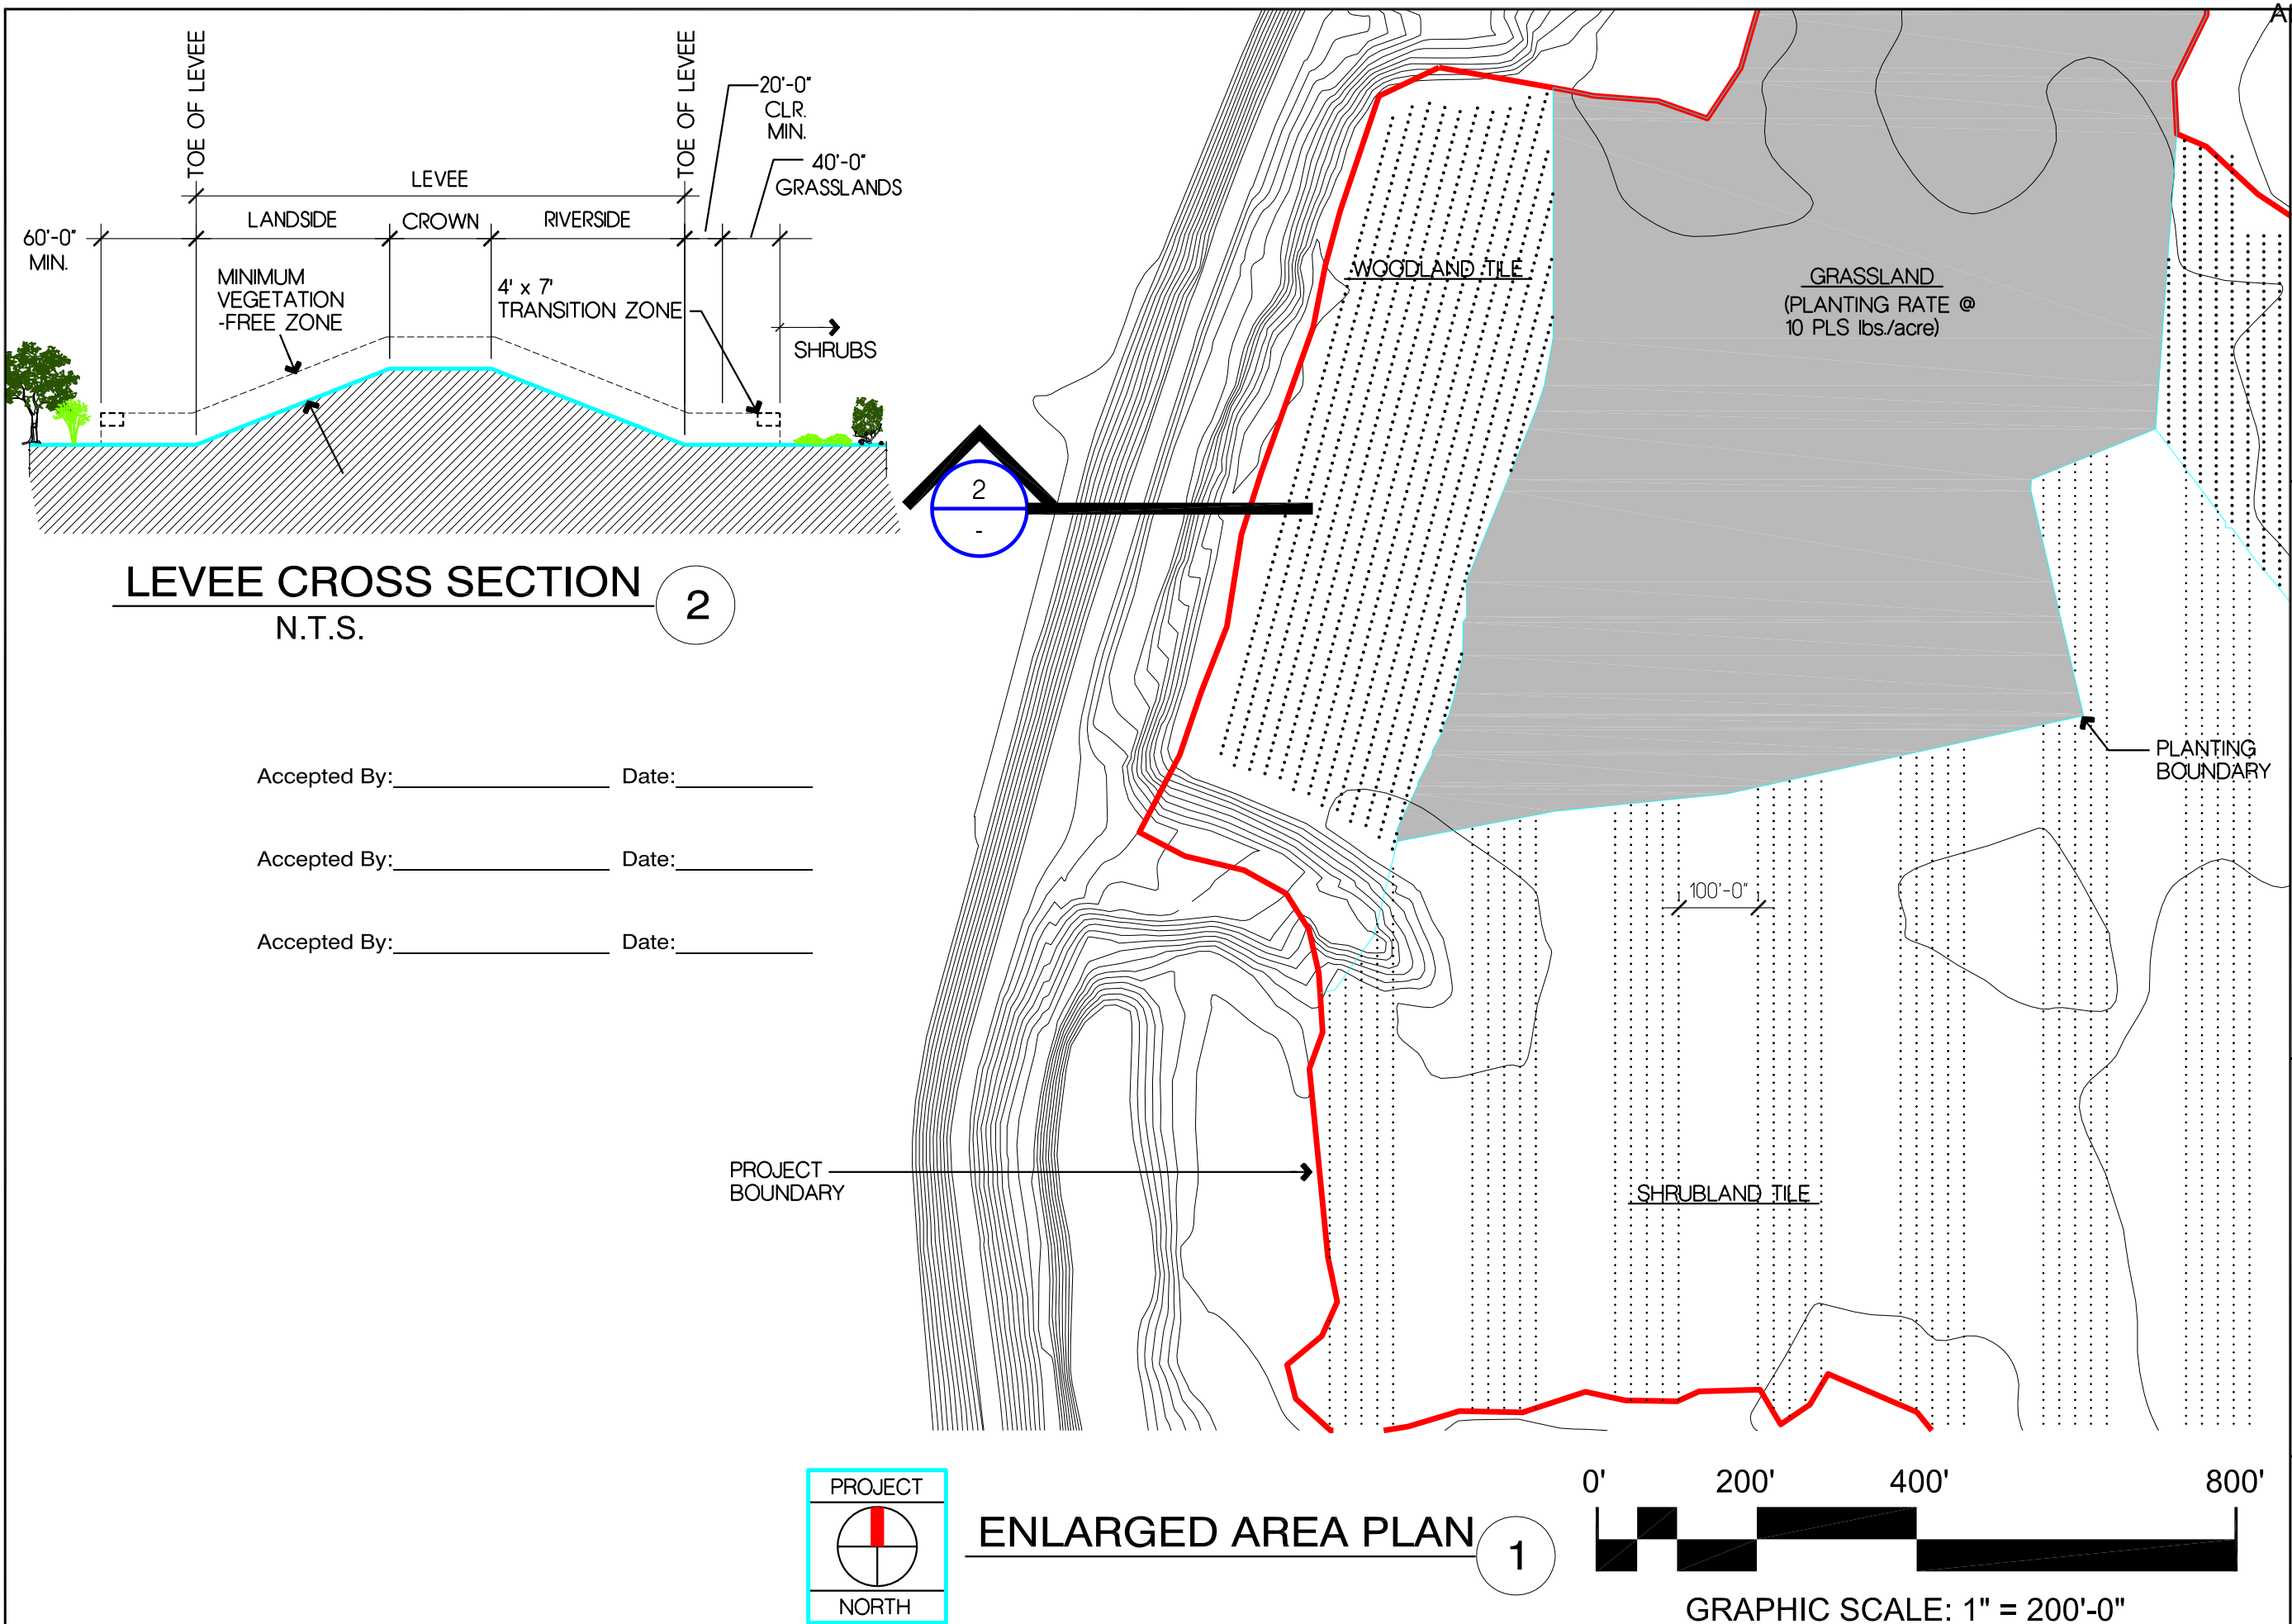 TOE OF LEVEE
TOE OF LEVEE
20'-0"
CLR.
MIN.
40'-0"
GRASSLANDS
LEVEE
LANDSIDE
CROWN
RIVERSIDE
60'-0"
MIN.
MINIMUM
VEGETATION
-FREE ZONE
4' x 7'
TRANSITION ZONE
SHRUBS
LEVEE CROSS SECTION
2
N.T.S.
Accepted By: Date:
Accepted By: Date:
Accepted By: Date:
2
-
WOODLAND TILE
GRASSLAND
(PLANTING RATE @
10 PLS lbs./acre)
PLANTING
BOUNDARY
100'-0"
PROJECT
BOUNDARY
SHRUBLAND TILE
PROJECT
NORTH
ENLARGED AREA PLAN
1
0' 200' 400' 800'
GRAPHIC SCALE: 1" = 200'-0"